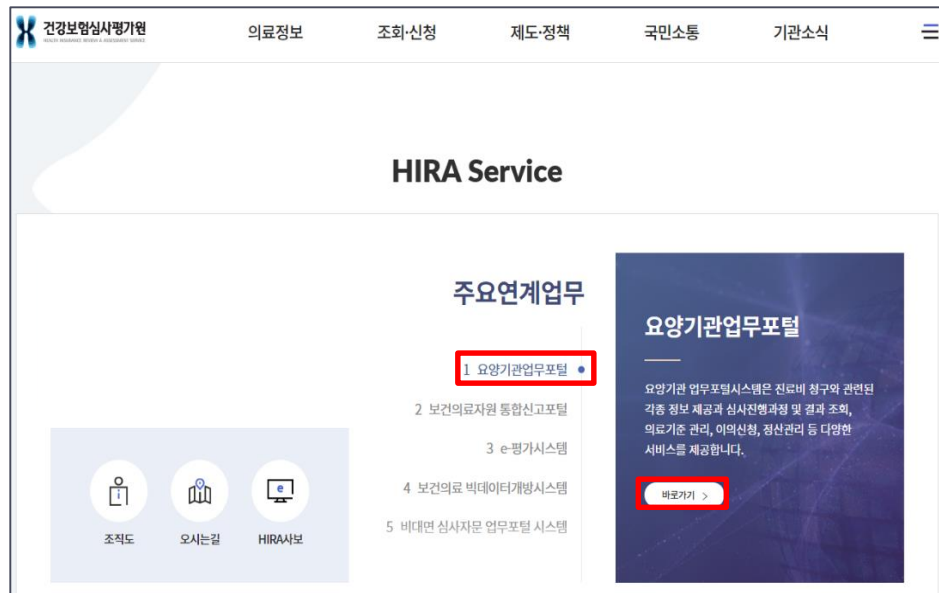 건강보험심사평가원
HEALTH INSURANCE REVIEW & ASSESSMENT SERVICE
의료정보
조회·신청
제도·정책
국민소통
기관소식
HIRA Service
주요연계업무
1 요양기관업무포털
2 보건의료자원 통합신고포털
3 e-평가시스템
4 보건의료 빅데이터개방시스템
5 비대면 심사자문 업무포털 시스템
조직도
오시는길
HIRA사보
요양기관업무포털
요양기관 업무포털시스템은 진료비 청구와 관련된
각종 정보 제공과 심사진행과정 및 결과 조회,
의료기준 관리, 이의신청, 정산관리 등 다양한
서비스를 제공합니다.
바로가기 >